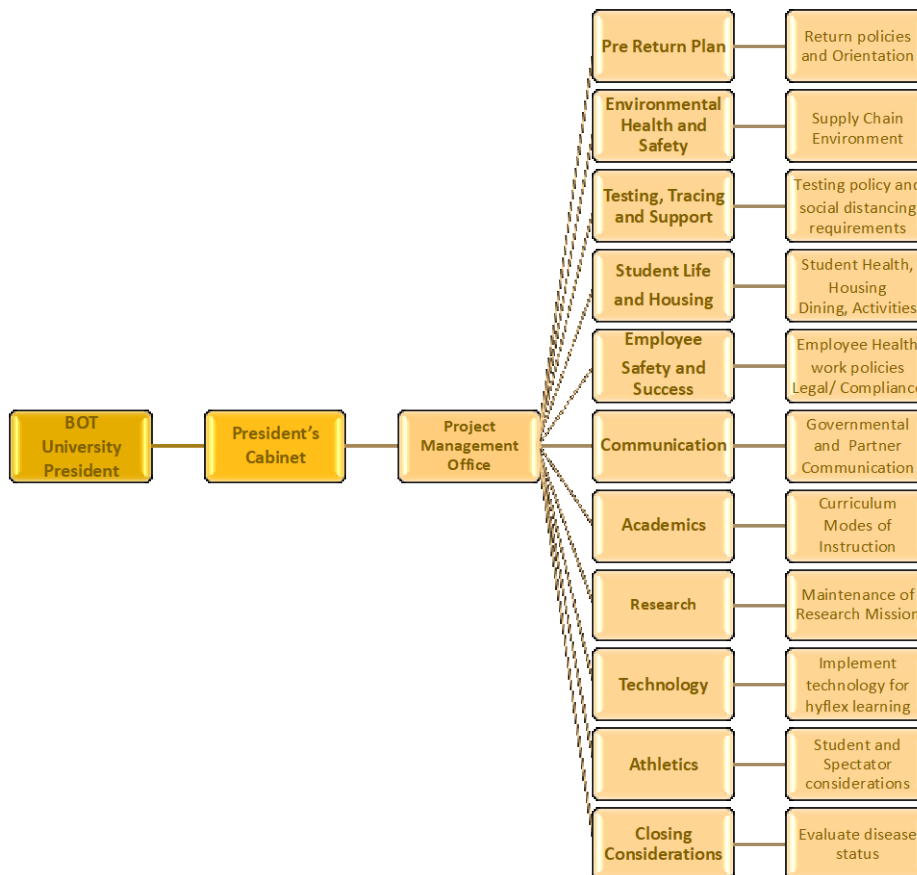 BOT
University
President
President's
Cabinet
Project
Management
Office
Pre Return Plan
Return policies
and Orientation
Environmental
Health and
Safety
Supply Chain
Environment
Testing, Tracing
and Support
Testing policy and
social distancing
requirements
Student Life
and Housing
Student Health,
Housing
Dining, Activities
Employee
Safety and
Success
Employee Health
work policies
Legal/ Compliance
Communication
Governmental
and Partner
Communication
Academics
Curriculum
Modes of
Instruction
Research
Maintenance of
Research Mission
Technology
Implement
technology for
hyflex learning
Athletics
Student and
Spectator
considerations
Closing
Considerations
Evaluate disease
status